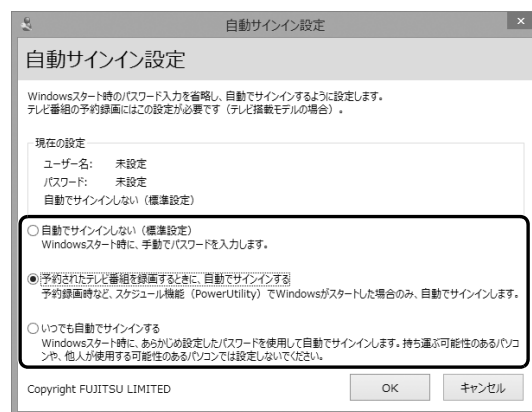 自動サインイン設定
自動サインイン設定
Windowsスタート時のパスワード入力を省略し、自動でサインインするように設定します。
テレビ番組の予約録画にはこの設定が必要です（テレビ搭載モデルの場合）。
現在の設定
ユーザー名: 未設定
パスワード: 未設定
自動でサインインしない（標準設定）
自動でサインインしない（標準設定）
Windowsスタート時に、手動でパスワードを入力します。
予約されたテレビ番組を録画するときに、自動でサインインする
予約録画時など、スケジュール機能（PowerUtility）でWindowsがスタートした場合のみ、自動でサインインします。
いつでも自動でサインインする
Windowsスタート時に、あらかじめ設定したパスワードを使用して自動でサインインします。持ち運ぶ可能性のあるパソコ
ンや、他人が使用する可能性のあるパソコンでは設定しないでください。
Copyright FUJITSU LIMITED
OK
キャンセル